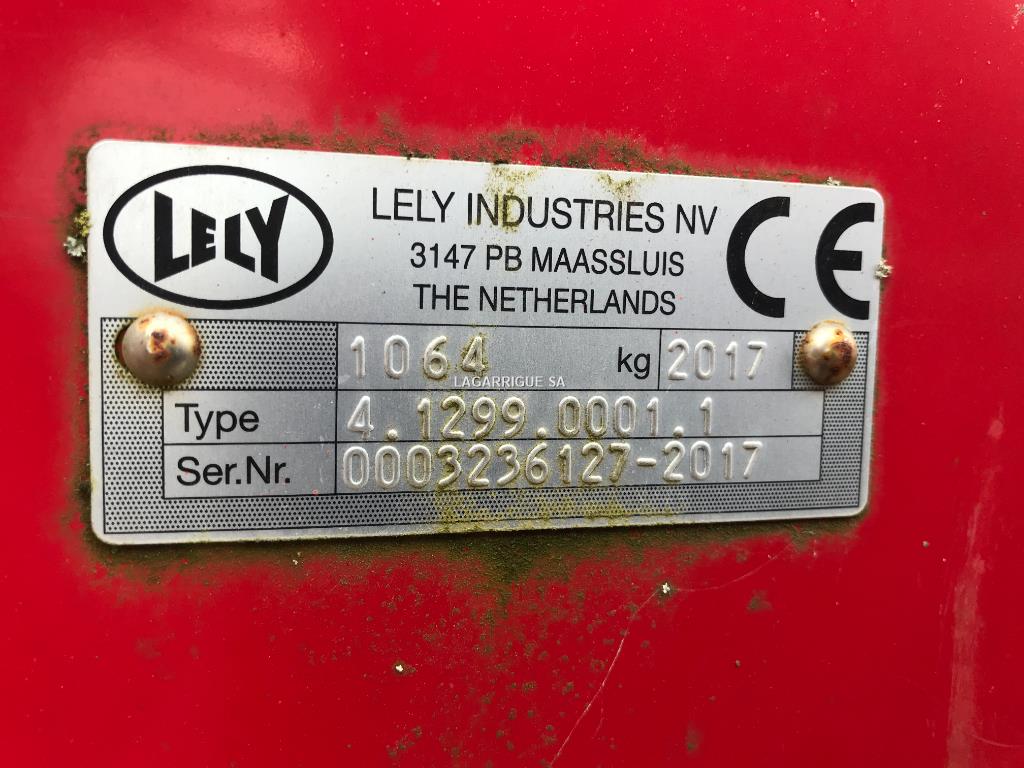 LELY
LELY INDUSTRIES NV
3147 PB MAASSLUIS
THE NETHERLANDS
CE
1064 kg 2017
LAGARRIGUE SA
Type 4.1299.0001.1
Ser.Nr. 0003236127-2017